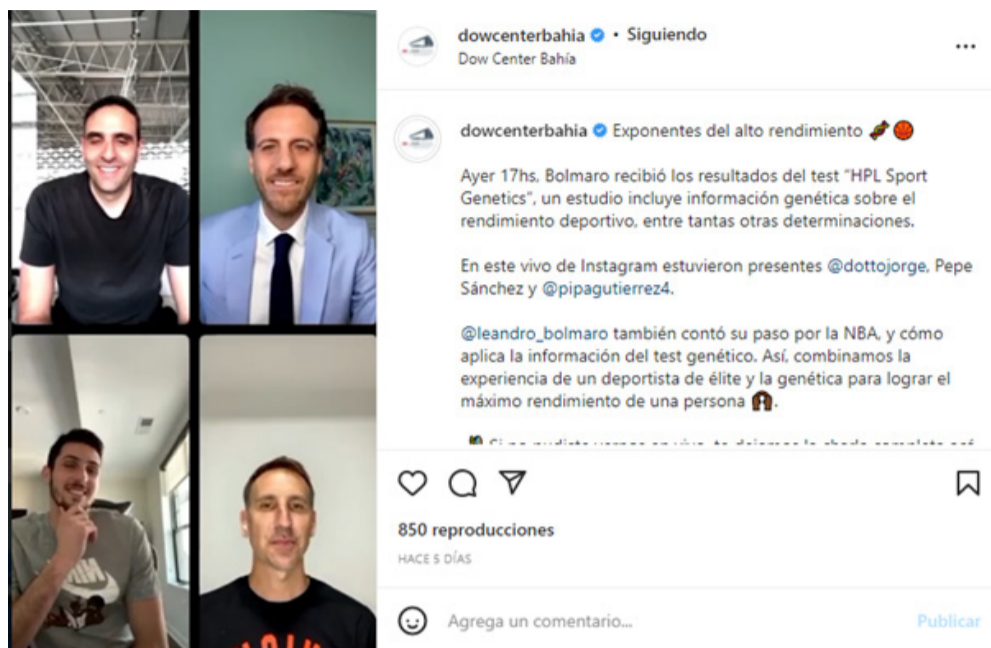 dowcenterbahia • Siguiendo
Dow Center Bahía
dowcenterbahia Exponentes del alto rendimiento
Ayer 17hs, Bolmaro recibió los resultados del test “HPL Sport
Genetics”, un estudio incluye información genética sobre el
rendimiento deportivo, entre tantas otras determinaciones.
En este vivo de Instagram estuvieron presentes @dottojorge, Pepe
Sánchez y @pipagutierrez4.
@leandro_bolmaro también contó su paso por la NBA, y cómo
aplica la información del test genético. Así, combinamos la
experiencia de un deportista de élite y la genética para lograr el
máximo rendimiento de una persona
850 reproducciones
HACE 5 DÍAS
Agrega un comentario...
Publicar